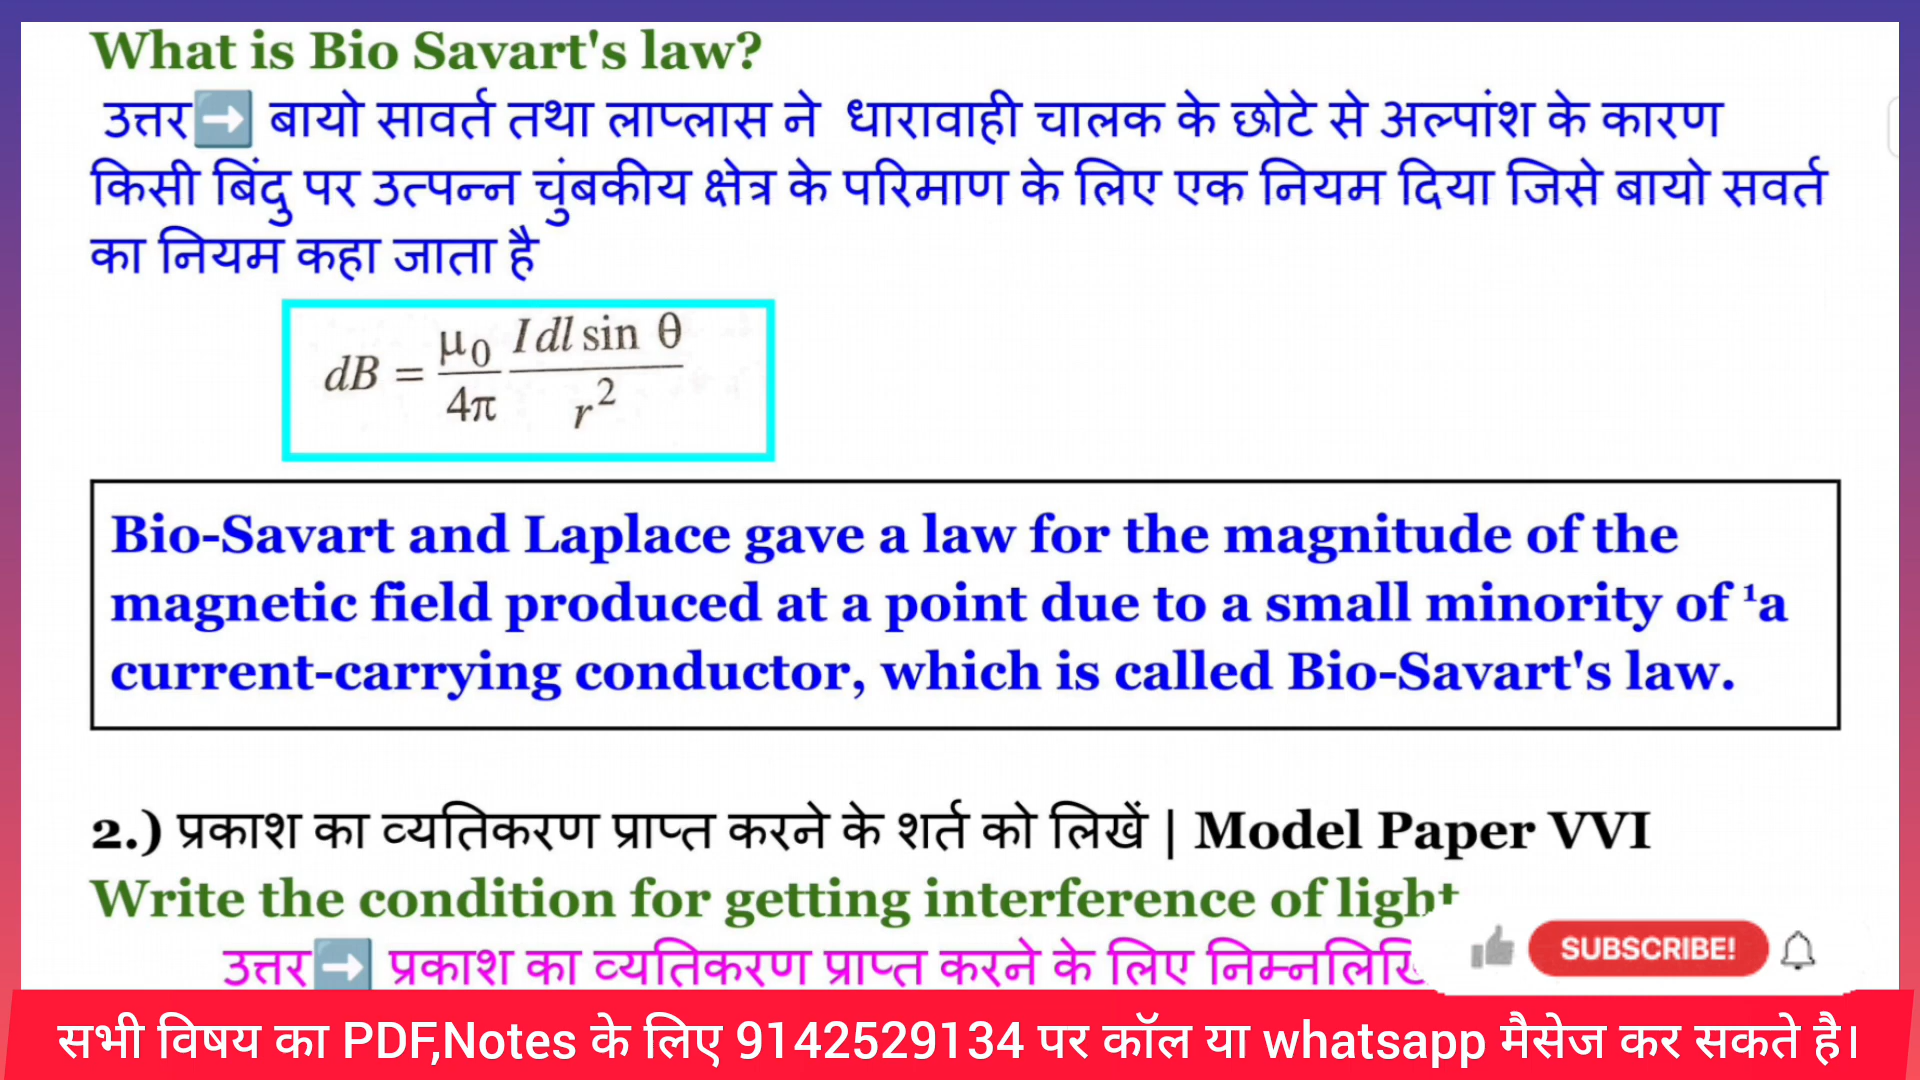 What is Bio Savart's law?
उत्तर➡️ बायो सावर्त तथा लाप्लास ने धारावाही चालक के छोटे से अल्पांश के कारण
किसी बिंदु पर उत्पन्न चुंबकीय क्षेत्र के परिमाण के लिए एक नियम दिया जिसे बायो सवर्त
का नियम कहा जाता है
dB = μ₀/4π I dl sin θ/r²
Bio-Savart and Laplace gave a law for the magnitude of the
magnetic field produced at a point due to a small minority of ¹a
current-carrying conductor, which is called Bio-Savart's law.
2.) प्रकाश का व्यतिकरण प्राप्त करने के शर्त को लिखें | Model Paper VVI
Write the condition for getting interference of light
उत्तर➡️ प्रकाश का व्यतिकरण प्राप्त करने के लिए
SUBSCRIBE!
सभी विषय का PDF,Notes के लिए 9142529134 पर कॉल या whatsapp मैसेज कर सकते है।